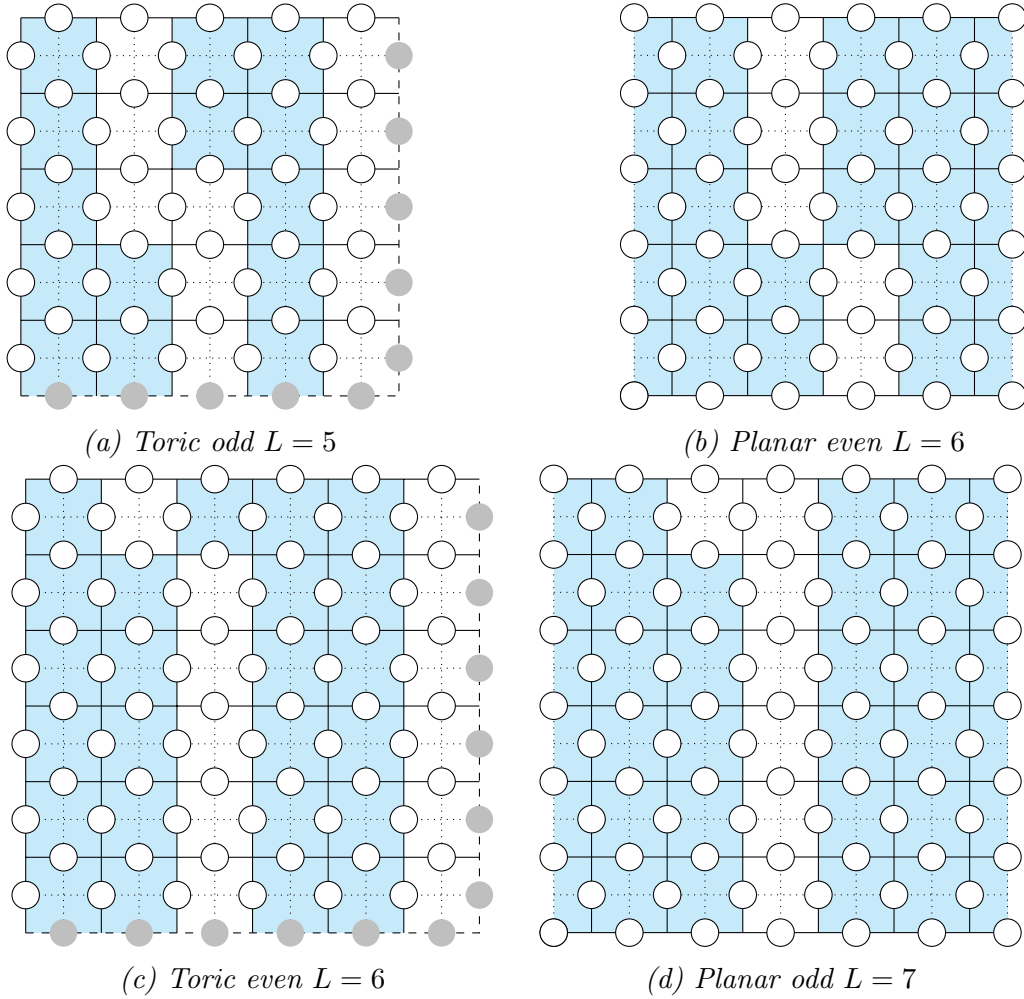 (a) Toric odd L = 5
(b) Planar even L = 6
(c) Toric even L = 6
(d) Planar odd L = 7